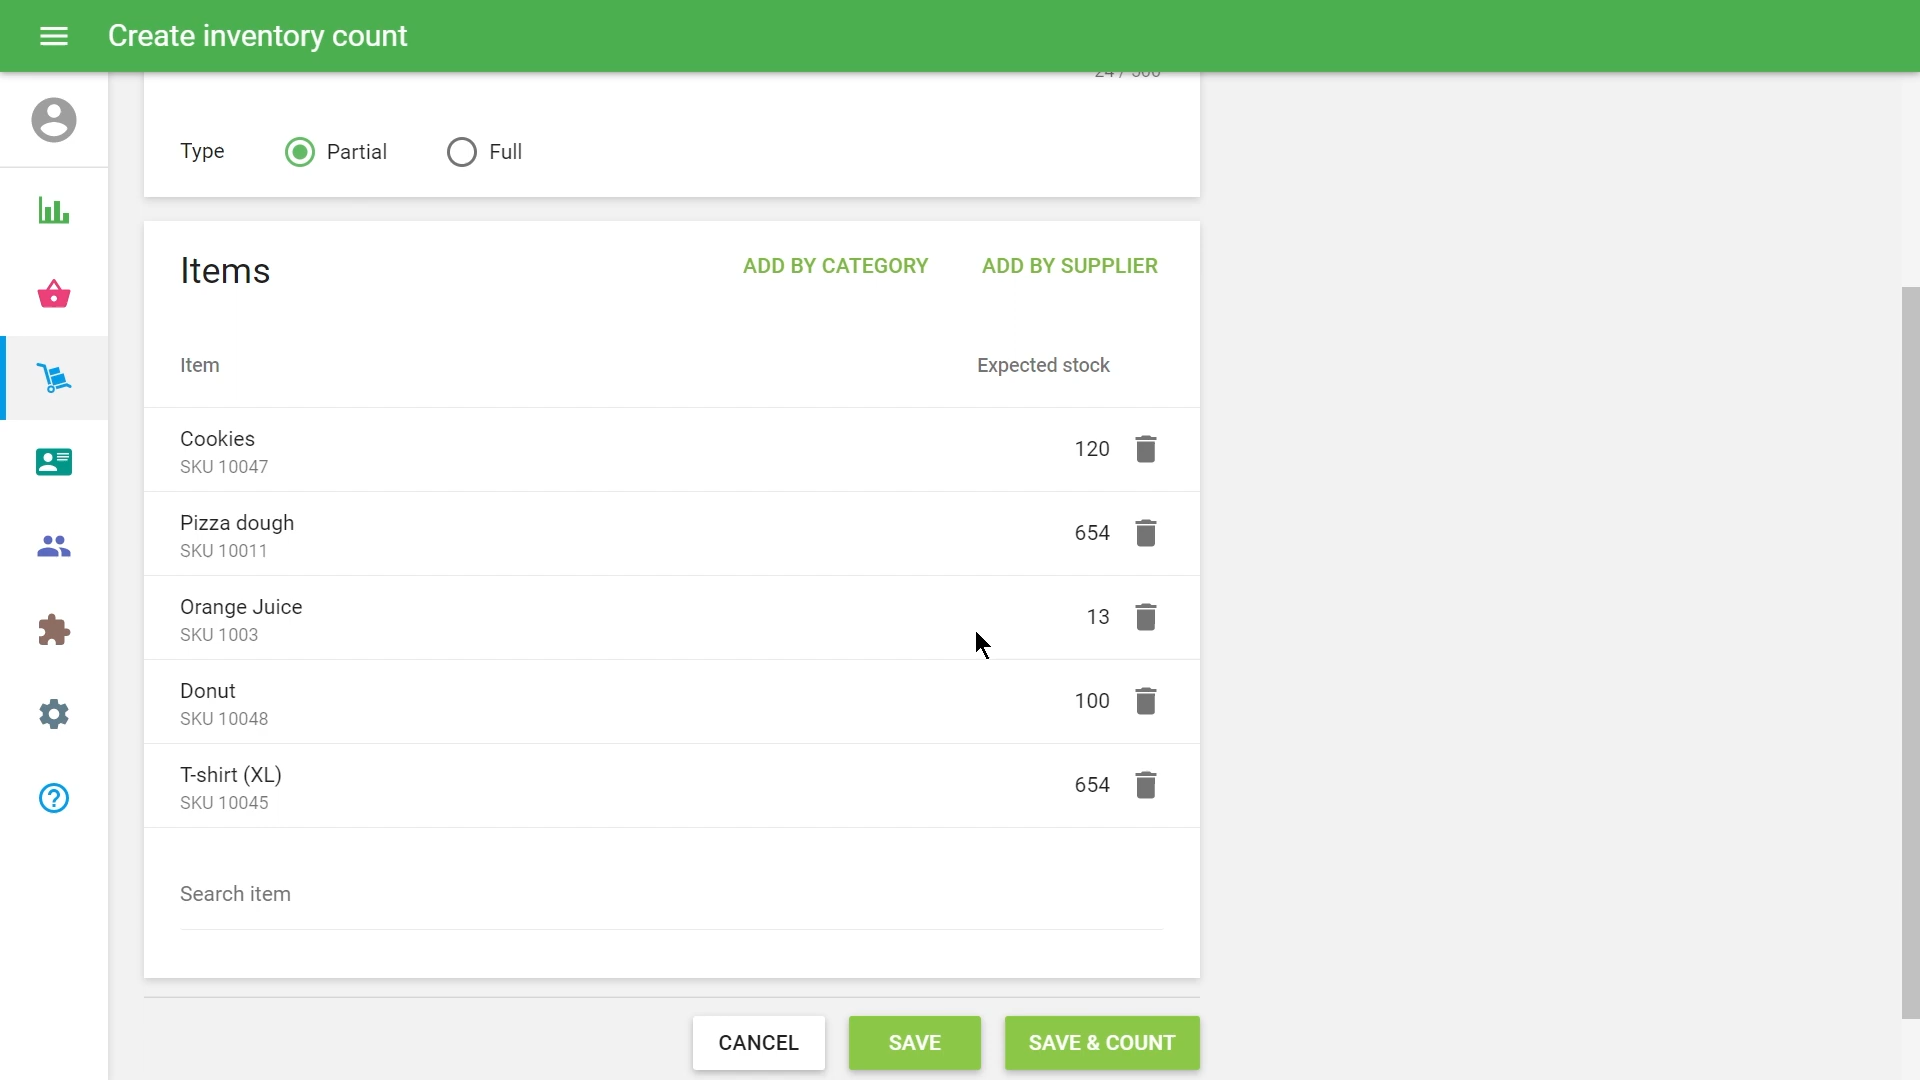 Create inventory count
24 / 500
Type Partial Full
Items ADD BY CATEGORY ADD BY SUPPLIER
Item Expected stock
Cookies 120
SKU 10047
Pizza dough 654
SKU 10011
Orange Juice 13
SKU 1003
Donut 100
SKU 10048
T-shirt (XL) 654
SKU 10045
Search item
CANCEL SAVE SAVE & COUNT